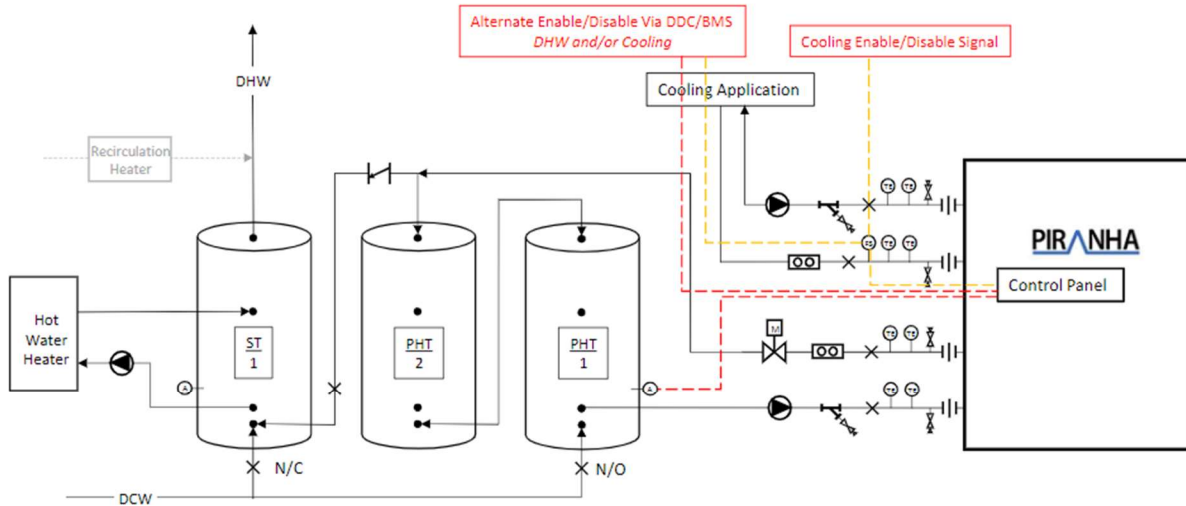 Alternate Enable/Disable Via DDC/BMS
DHW and/or Cooling
Cooling Enable/Disable Signal
DHW
Cooling Application
Recirculation
Heater
PIRANHA
Control Panel
Hot
Water
Heater
ST
1
PHT
2
PHT
1
M
A
A
N/C
N/O
DCW